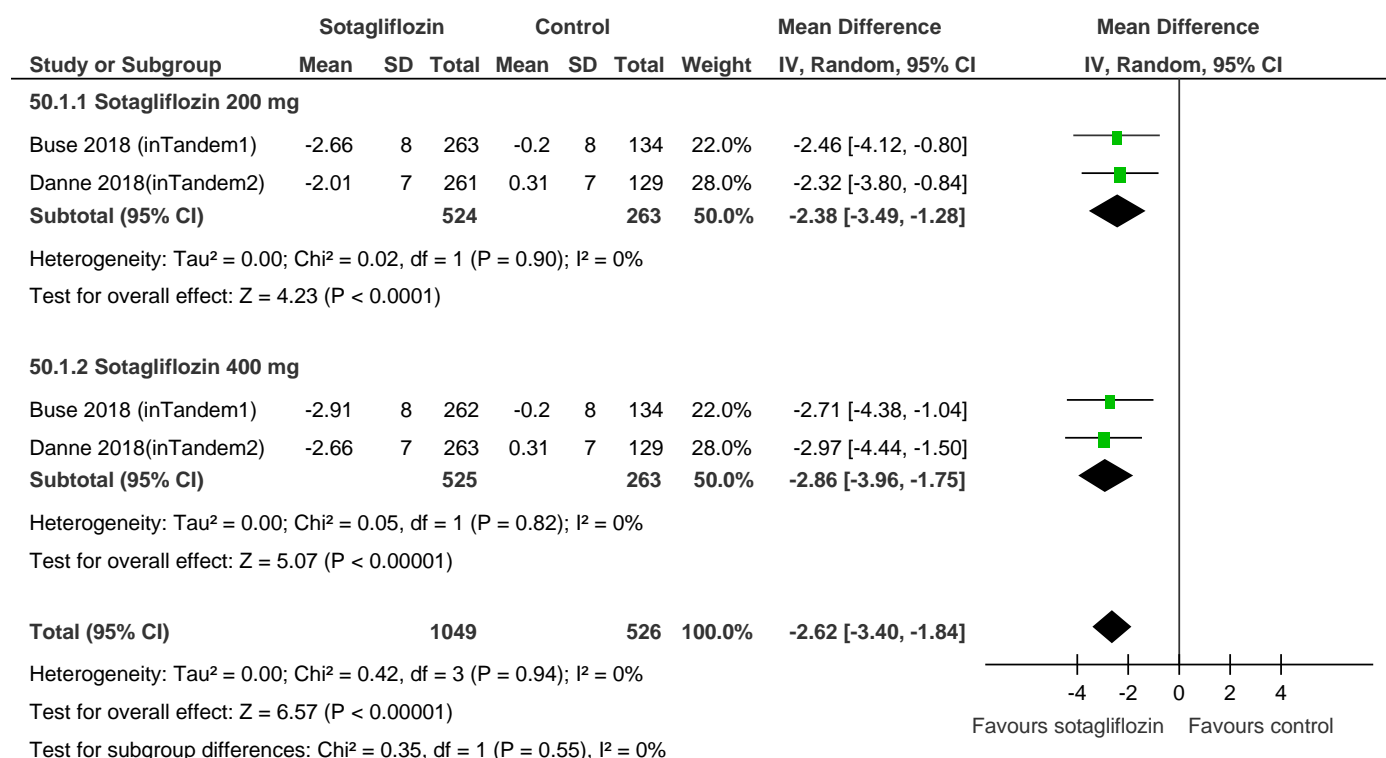 Sotagliflozin Control Mean Difference Mean Difference
Study or Subgroup Mean SD Total Mean SD Total Weight IV, Random, 95% CI IV, Random, 95% CI
50.1.1 Sotagliflozin 200 mg
Buse 2018 (inTandem1) -2.66 8 263 -0.2 8 134 22.0% -2.46 [-4.12, -0.80]
Danne 2018(inTandem2) -2.01 7 261 0.31 7 129 28.0% -2.32 [-3.80, -0.84]
Subtotal (95% CI) 524 263 50.0% -2.38 [-3.49, -1.28]
Heterogeneity: Tau² = 0.00; Chi² = 0.02, df = 1 (P = 0.90); I² = 0%
Test for overall effect: Z = 4.23 (P < 0.0001)
50.1.2 Sotagliflozin 400 mg
Buse 2018 (inTandem1) -2.91 8 262 -0.2 8 134 22.0% -2.71 [-4.38, -1.04]
Danne 2018(inTandem2) -2.66 7 263 0.31 7 129 28.0% -2.97 [-4.44, -1.50]
Subtotal (95% CI) 525 263 50.0% -2.86 [-3.96, -1.75]
Heterogeneity: Tau² = 0.00; Chi² = 0.05, df = 1 (P = 0.82); I² = 0%
Test for overall effect: Z = 5.07 (P < 0.00001)
Total (95% CI) 1049 526 100.0% -2.62 [-3.40, -1.84]
Heterogeneity: Tau² = 0.00; Chi² = 0.42, df = 3 (P = 0.94); I² = 0%
Test for overall effect: Z = 6.57 (P < 0.00001)
Test for subgroup differences: Chi² = 0.35, df = 1 (P = 0.55), I² = 0%
-4 -2 0 2 4
Favours sotagliflozin Favours control